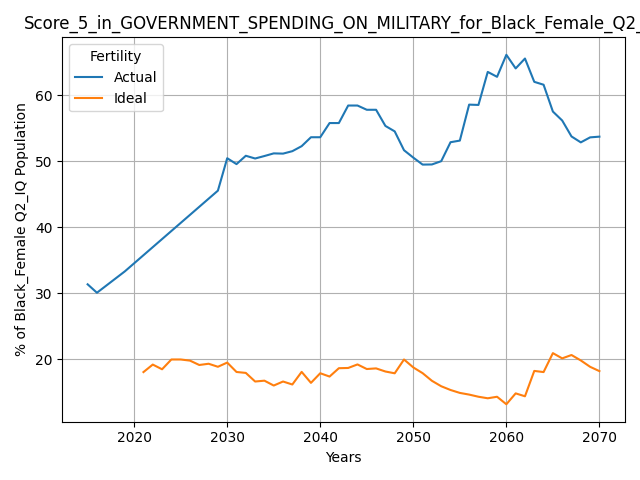 Score_5_in_GOVERNMENT_SPENDING_ON_MILITARY_for_Black_Female_Q2_
Fertility
Actual
Ideal
60
50
40
30
20
% of Black_Female Q2_IQ Population
2020 2030 2040 2050 2060 2070
Years